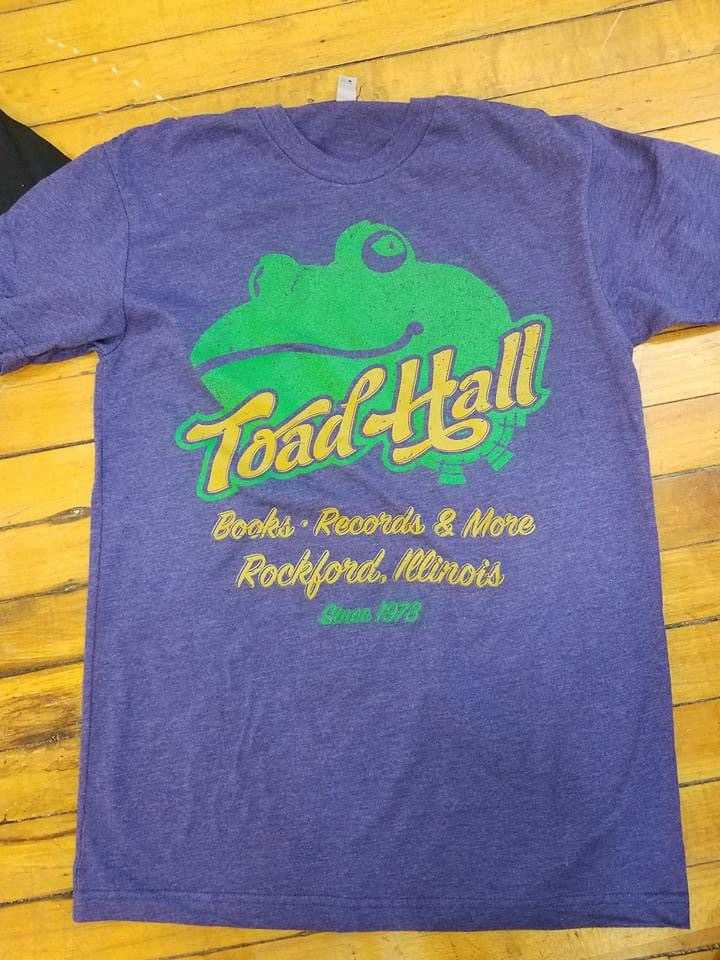 Toad Hall
Books · Records & More
Rockford, Illinois
Since 1973